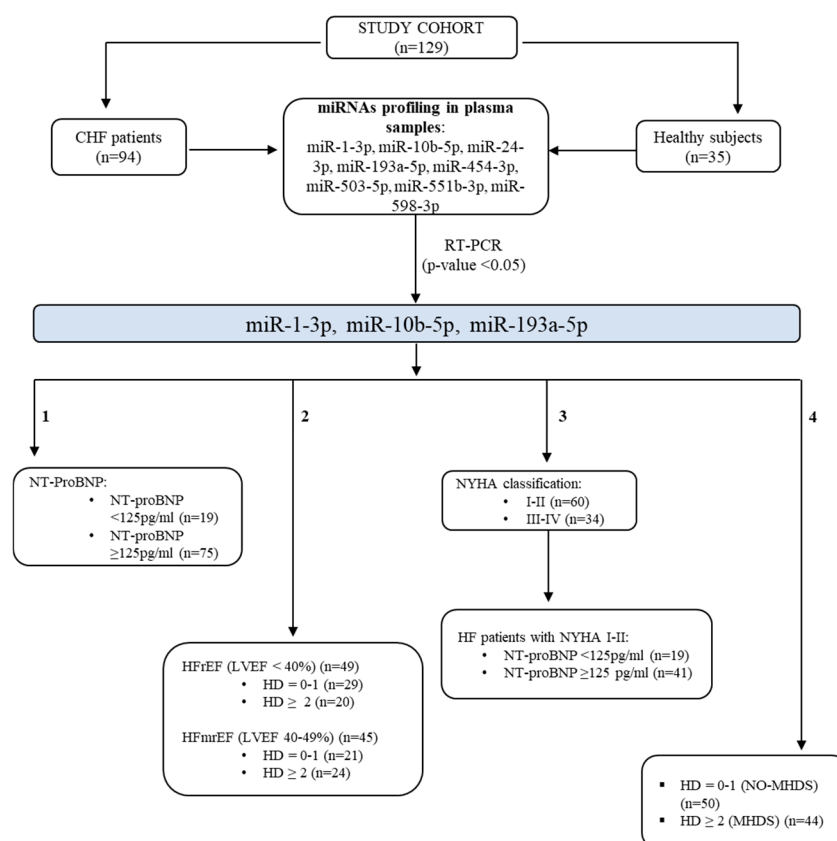 STUDY COHORT
(n=129)
CHF patients
(n=94)
miRNAs profiling in plasma
samples:
miR-1-3p, miR-10b-5p, miR-24-
3p, miR-193a-5p, miR-454-3p,
miR-503-5p, miR-551b-3p, miR-
598-3p
Healthy subjects
(n=35)
RT-PCR
(p-value <0.05)
miR-1-3p, miR-10b-5p, miR-193a-5p
1
2
3
4
NT-ProBNP:
• NT-proBNP
<125pg/ml (n=19)
• NT-proBNP
≥125pg/ml (n=75)
NYHA classification:
• I-II (n=60)
• III-IV (n=34)
HFrEF (LVEF < 40%) (n=49)
• HD = 0-1 (n=29)
• HD ≥ 2 (n=20)
HFmrEF (LVEF 40-49%) (n=45)
• HD = 0-1 (n=21)
• HD ≥ 2 (n=24)
HF patients with NYHA I-II:
• NT-proBNP <125pg/ml (n=19)
• NT-proBNP ≥125 pg/ml (n=41)
▪ HD = 0-1 (NO-MHDS)
(n=50)
▪ HD ≥ 2 (MHDS) (n=44)